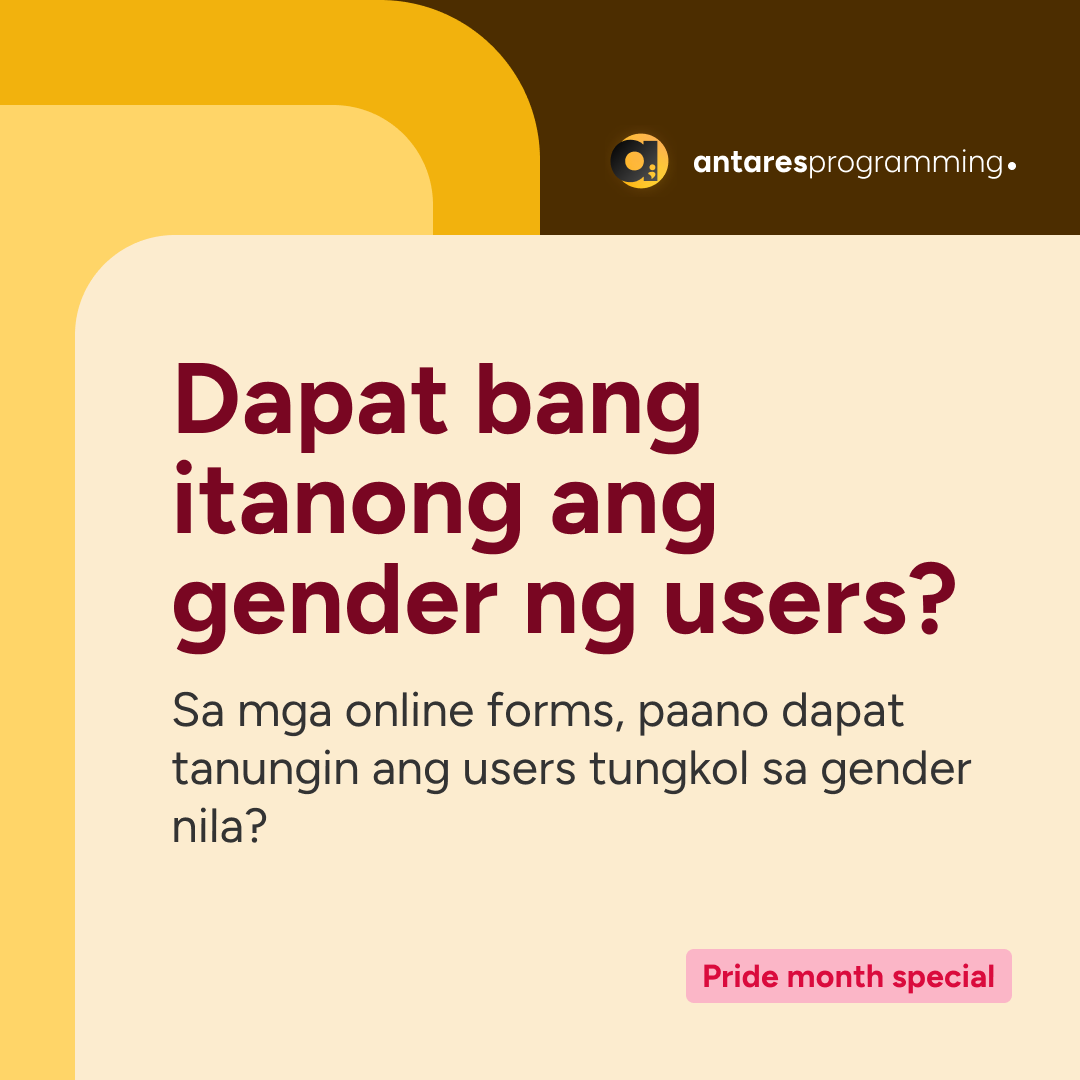 antaresprogramming.
Dapat bang
itanong ang
gender ng users?
Sa mga online forms, paano dapat
tanungin ang users tungkol sa gender
nila?
Pride month special